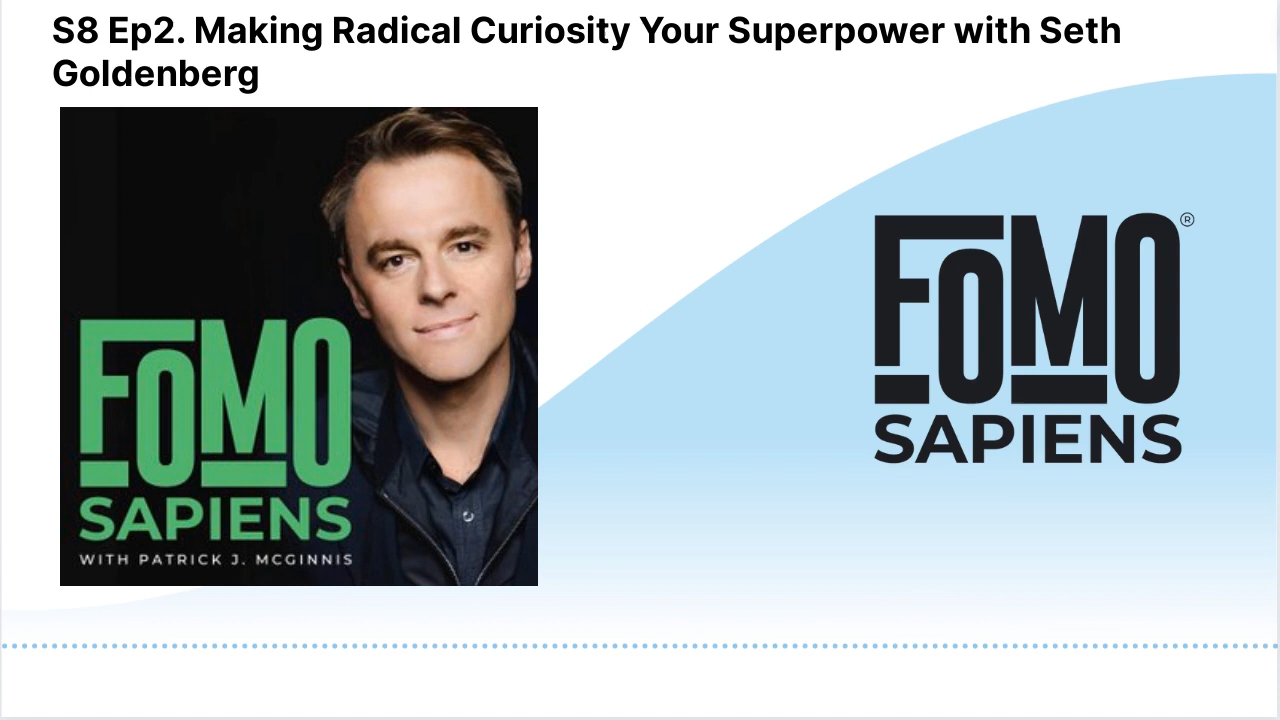 S8 Ep2. Making Radical Curiosity Your Superpower with Seth
Goldenberg
FOMO
SAPIENS
WITH PATRICK J. MCGINNIS
FOMO®
SAPIENS